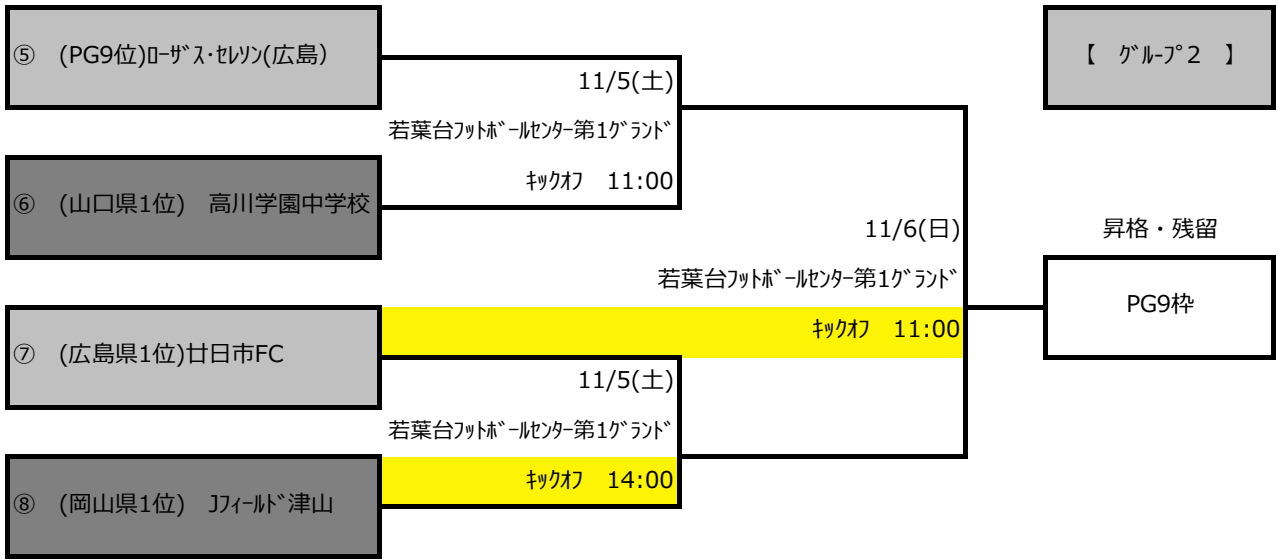 ⑤ (PG9位)ﾛｰｻﾞｽ･ｾﾚｿﾝ(広島)
【 ｸﾞﾙｰﾌﾟ2 】
11/5(土)
若葉台ﾌｯﾄﾎﾞｰﾙｾﾝﾀｰ第1ｸﾞﾗﾝﾄﾞ
ｷｯｸｵﾌ 11:00
⑥ (山口県1位) 高川学園中学校
11/6(日)
昇格・残留
若葉台ﾌｯﾄﾎﾞｰﾙｾﾝﾀｰ第1ｸﾞﾗﾝﾄﾞ
PG9枠
ｷｯｸｵﾌ 11:00
⑦ (広島県1位)廿日市FC
11/5(土)
若葉台ﾌｯﾄﾎﾞｰﾙｾﾝﾀｰ第1ｸﾞﾗﾝﾄﾞ
ｷｯｸｵﾌ 14:00
⑧ (岡山県1位) Jﾌｨｰﾙﾄﾞ津山